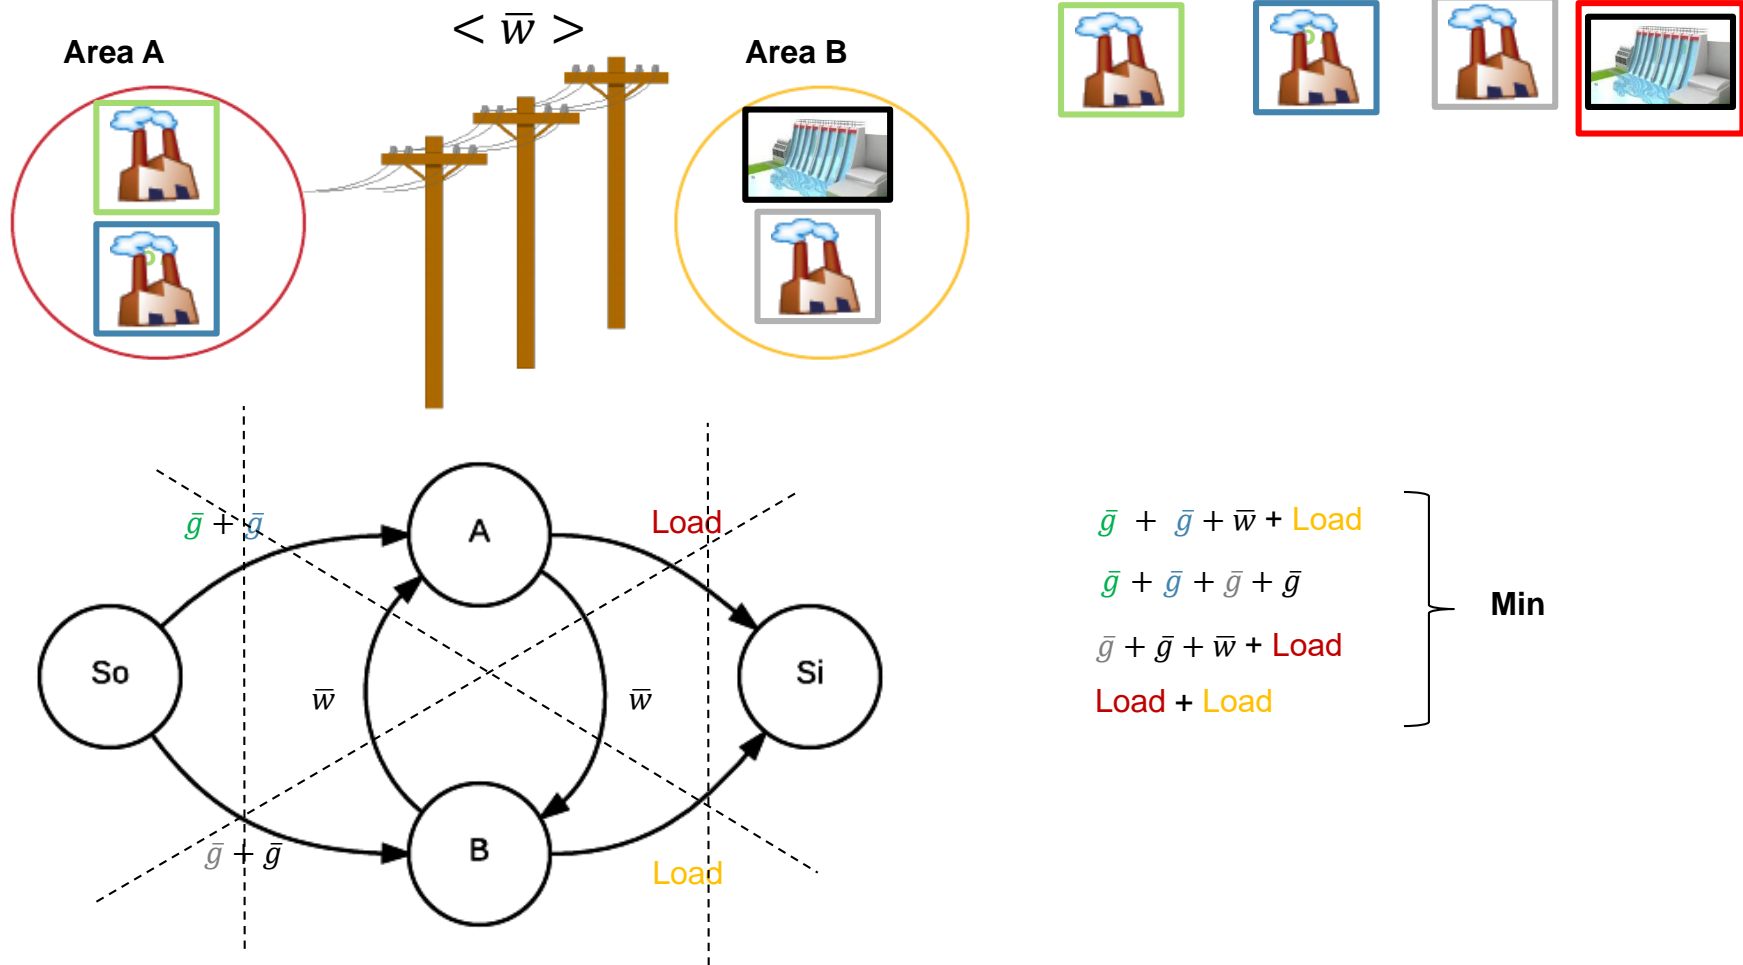 < w̄ >
Area A
Area B
ḡ + ḡ
Load
A
So
Si
w̄
w̄
B
ḡ + ḡ
Load
ḡ + ḡ + w̄ + Load
ḡ + ḡ + ḡ + ḡ
ḡ + ḡ + w̄ + Load
Load + Load
Min